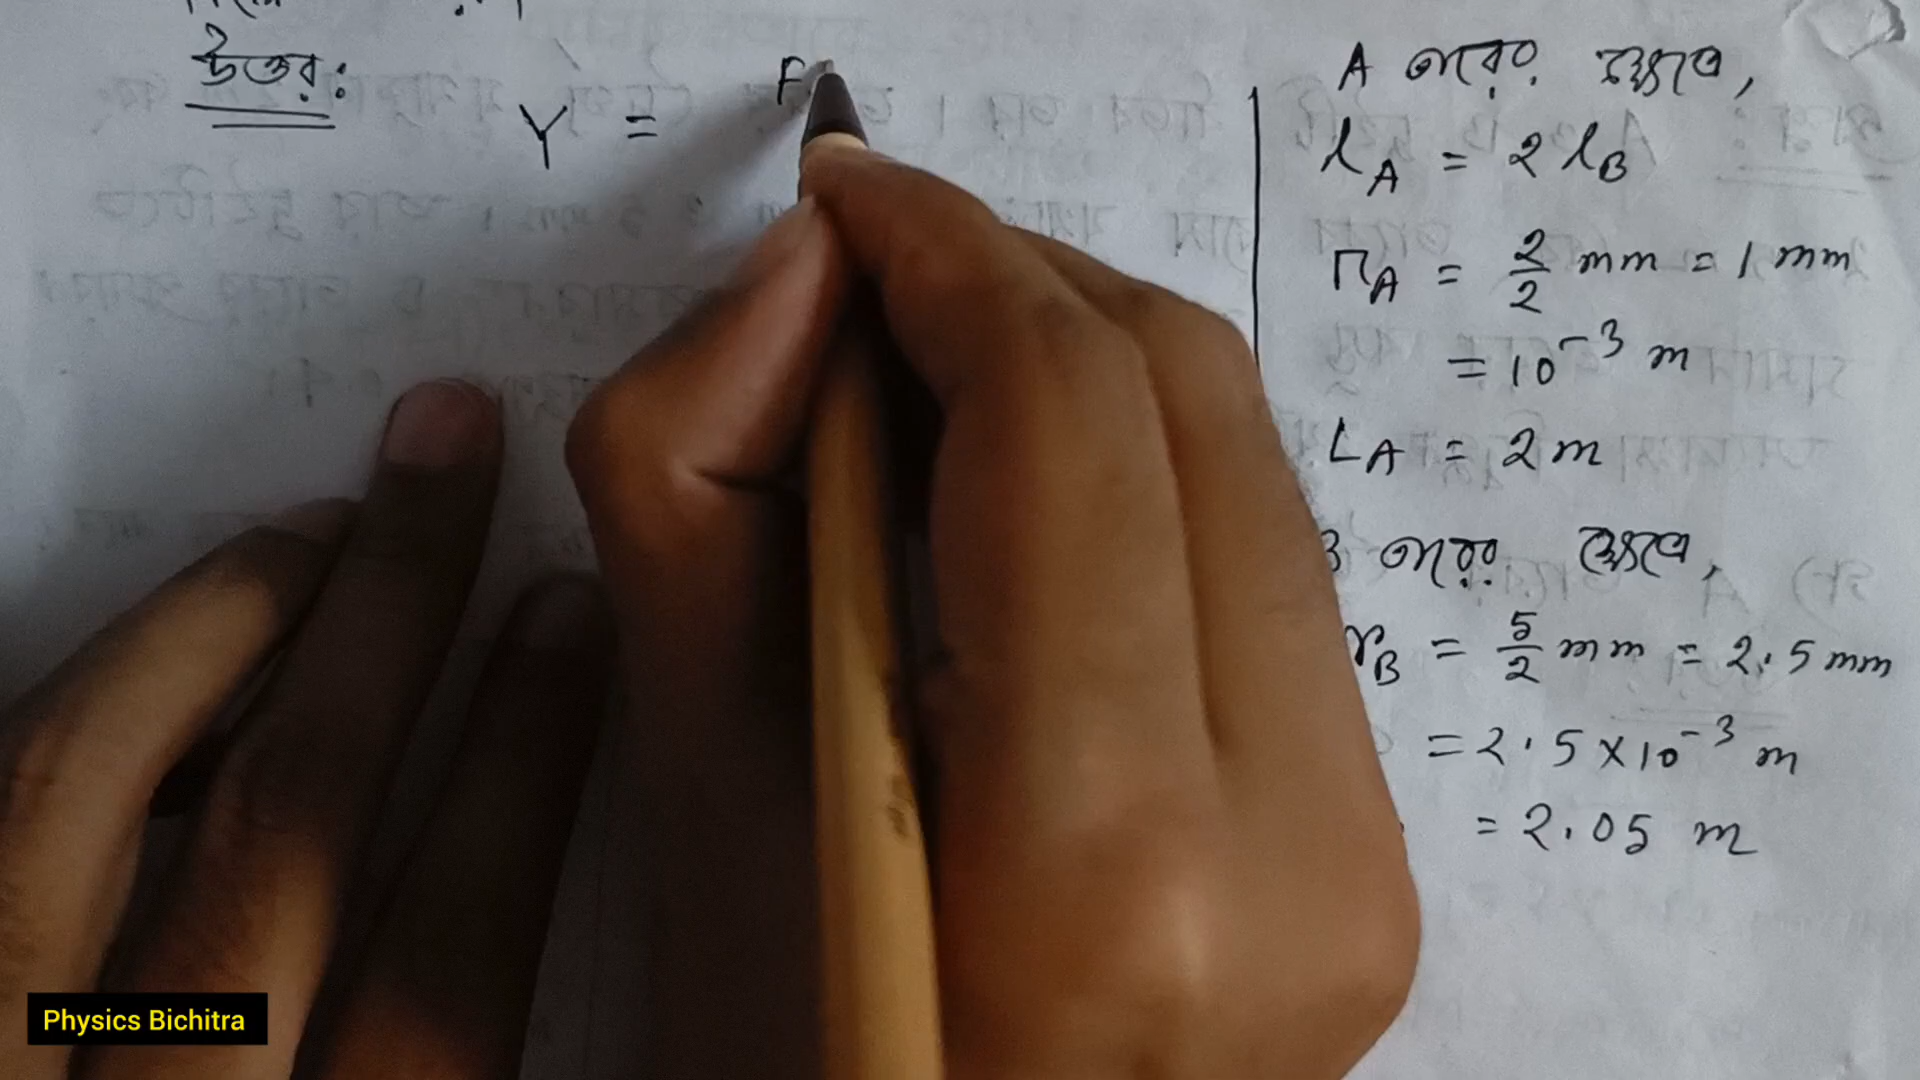 উত্তর:
Y = F
A তারের ক্ষেত্রে,
l_A = 2 l_B
r_A = 2/2 mm = 1 mm
= 10^-3 m
L_A = 2 m
B তারের ক্ষেত্রে,
r_B = 5/2 mm = 2.5 mm
= 2.5 × 10^-3 m
= 2.05 m
Physics Bichitra